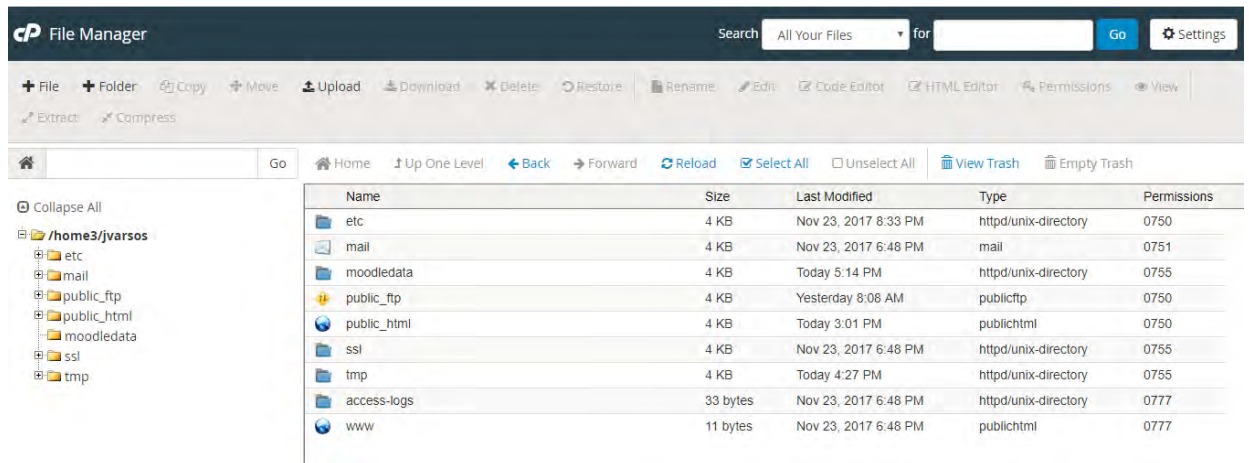 cP File Manager Search All Your Files for Go Settings
File Folder Copy Move Upload Download Delete Restore Rename Edit Code Editor HTML Editor Permissions View
Extract Compress
Go Home Up One Level Back Forward Reload Select All Unselect All View Trash Empty Trash
Collapse All
/home3/jvarsos
etc
mail
public_ftp
public_html
moodledata
ssl
tmp
Name Size Last Modified Type Permissions
etc 4 KB Nov 23, 2017 8:33 PM httpd/unix-directory 0750
mail 4 KB Nov 23, 2017 6:48 PM mail 0751
moodledata 4 KB Today 5:14 PM httpd/unix-directory 0755
public_ftp 4 KB Yesterday 8:08 AM publicftp 0750
public_html 4 KB Today 3:01 PM publichtml 0750
ssl 4 KB Nov 23, 2017 6:48 PM httpd/unix-directory 0755
tmp 4 KB Today 4:27 PM httpd/unix-directory 0755
access-logs 33 bytes Nov 23, 2017 6:48 PM httpd/unix-directory 0777
www 11 bytes Nov 23, 2017 6:48 PM publichtml 0777